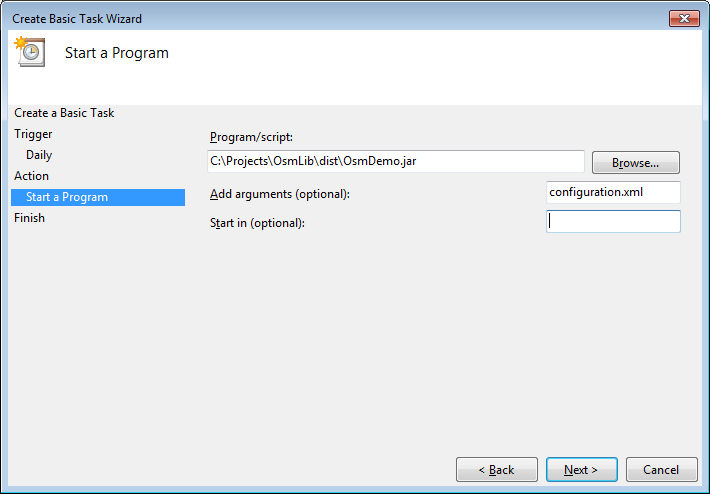 Create Basic Task Wizard
Start a Program
Create a Basic Task
Trigger
Daily
Action
Start a Program
Finish
Program/script:
C:\Projects\OsmLib\dist\OsmDemo.jar
Browse...
Add arguments (optional):
configuration.xml
Start in (optional):
< Back
Next >
Cancel